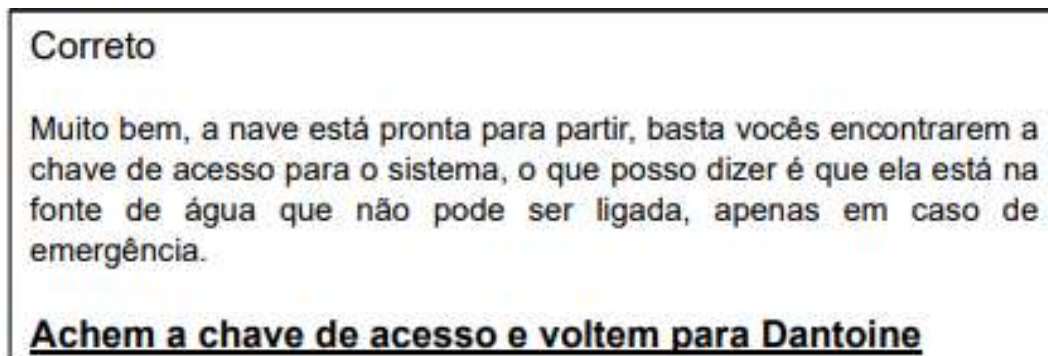 Correto
Muito bem, a nave está pronta para partir, basta vocês encontrarem a
chave de acesso para o sistema, o que posso dizer é que ela está na
fonte de água que não pode ser ligada, apenas em caso de
emergência.
Achem a chave de acesso e voltem para Dantoine